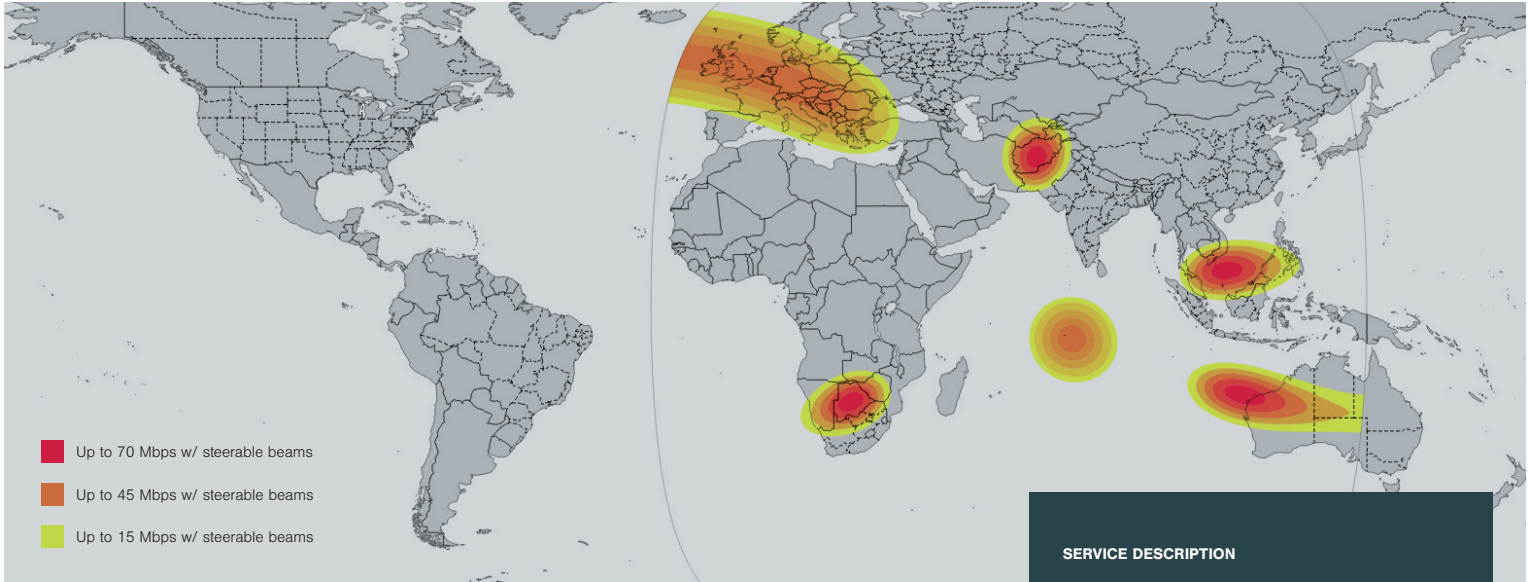 Up to 70 Mbps w/ steerable beams
Up to 45 Mbps w/ steerable beams
Up to 15 Mbps w/ steerable beams
SERVICE DESCRIPTION